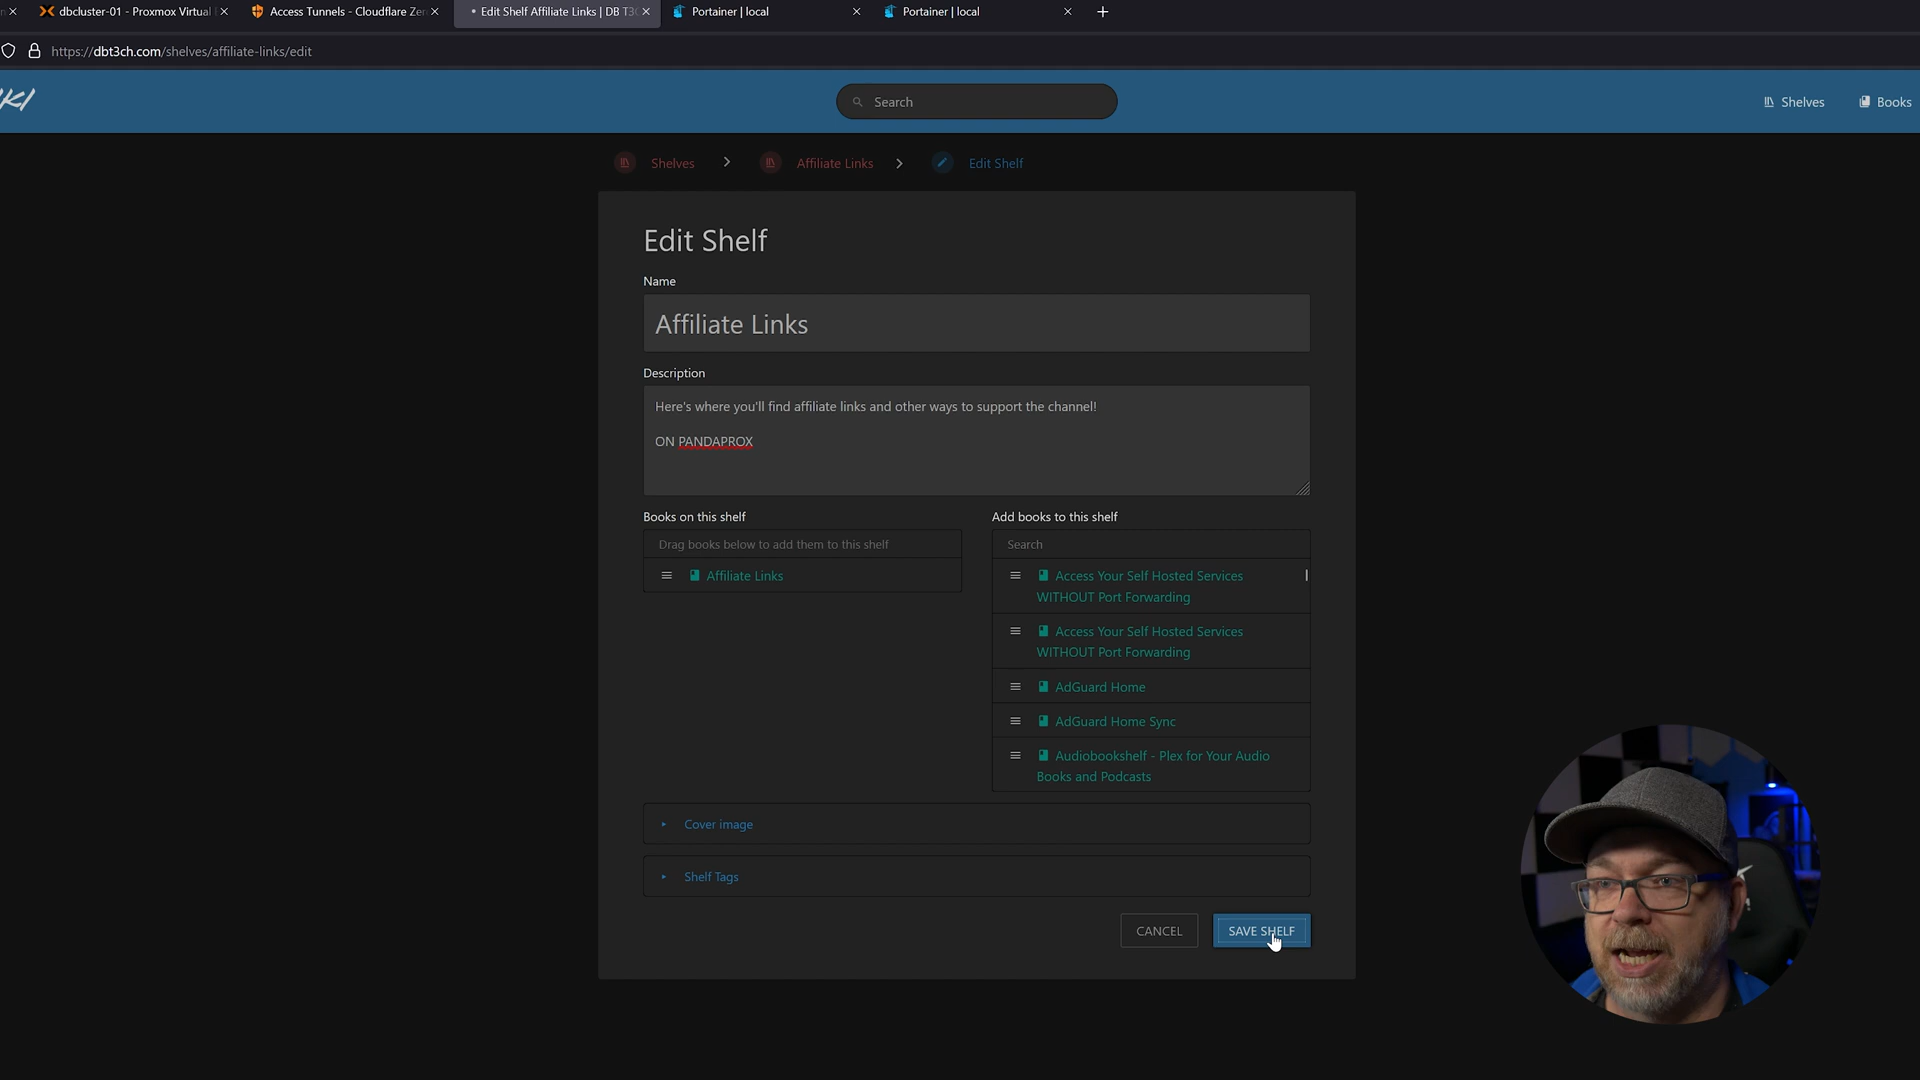 dbcluster-01 - Proxmox Virtual
Access Tunnels - Cloudflare Zer
Edit Shelf Affiliate Links | DB T3
Portainer | local
Portainer | local
https://dbt3ch.com/shelves/affiliate-links/edit
Search
Shelves
Books
Shelves
Affiliate Links
Edit Shelf
Edit Shelf
Name
Affiliate Links
Description
Here's where you'll find affiliate links and other ways to support the channel!
ON PANDAPROX
Books on this shelf
Drag books below to add them to this shelf
Affiliate Links
Add books to this shelf
Search
Access Your Self Hosted Services
WITHOUT Port Forwarding
Access Your Self Hosted Services
WITHOUT Port Forwarding
AdGuard Home
AdGuard Home Sync
Audiobookshelf - Plex for Your Audio
Books and Podcasts
Cover image
Shelf Tags
CANCEL
SAVE SHELF